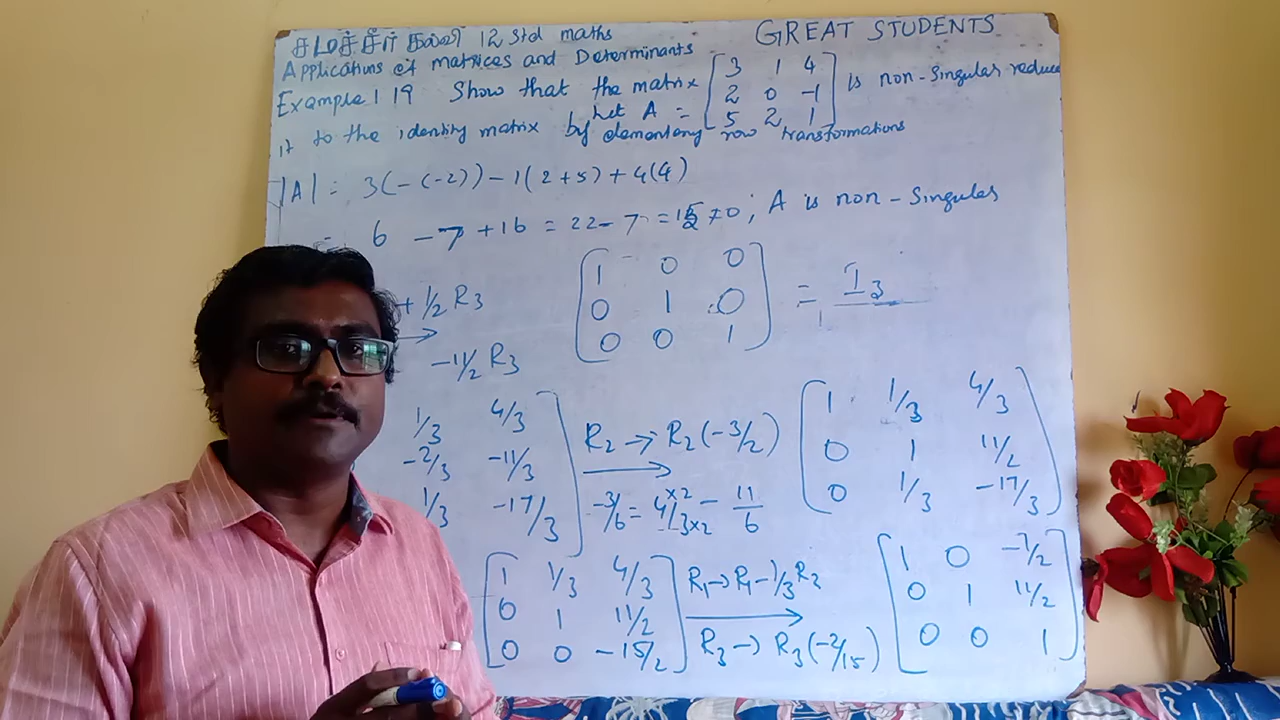 சமச்சீர் கல்வி 12 std maths GREAT STUDENTS
Applications of matrices and Determinants
Example 1 19 Show that the matrix [3 1 4 is non-Singular reduce
2 0 -1
Let A = 5 2 1]
it to the identity matrix by elementary row transformations
|A| = 3(-(-2)) - 1(2+5) + 4(4)
= 6 - 7 + 16 = 22 - 7 = 15 ≠ 0; A is non-Singular
[1 0 0
0 1 0 = I3
0 0 1]
+ 1/2 R3
→
-11/2 R3
1/3 4/3
-2/3 -11/3
1/3 -17/3]
R2 → R2(-3/2)
→
-3/6 = 4×2/3×2 - 11/6
[1 1/3 4/3
0 1 11/2
0 1/3 -17/3]
[1 1/3 4/3
0 1 11/2
0 0 -15/2]
R1 → R1 - 1/3 R2
→
R3 → R3(-2/15)
[1 0 -7/2
0 1 11/2
0 0 1]